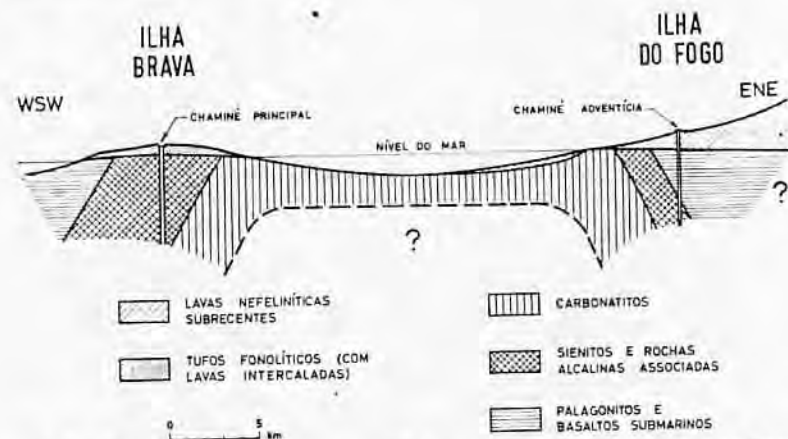 ILHA
BRAVA
ILHA
DO FOGO
WSW
ENE
CHAMINÉ PRINCIPAL
CHAMINÉ ADVENTÍCIA
NÍVEL DO MAR
?
?
LAVAS NEFELINÍTICAS
SUBRECENTES
TUFOS FONOLÍTICOS (COM
LAVAS INTERCALADAS)
CARBONATITOS
SIENITOS E ROCHAS
ALCALINAS ASSOCIADAS
PALAGONITOS E
BASALTOS SUBMARINOS
0 5
km